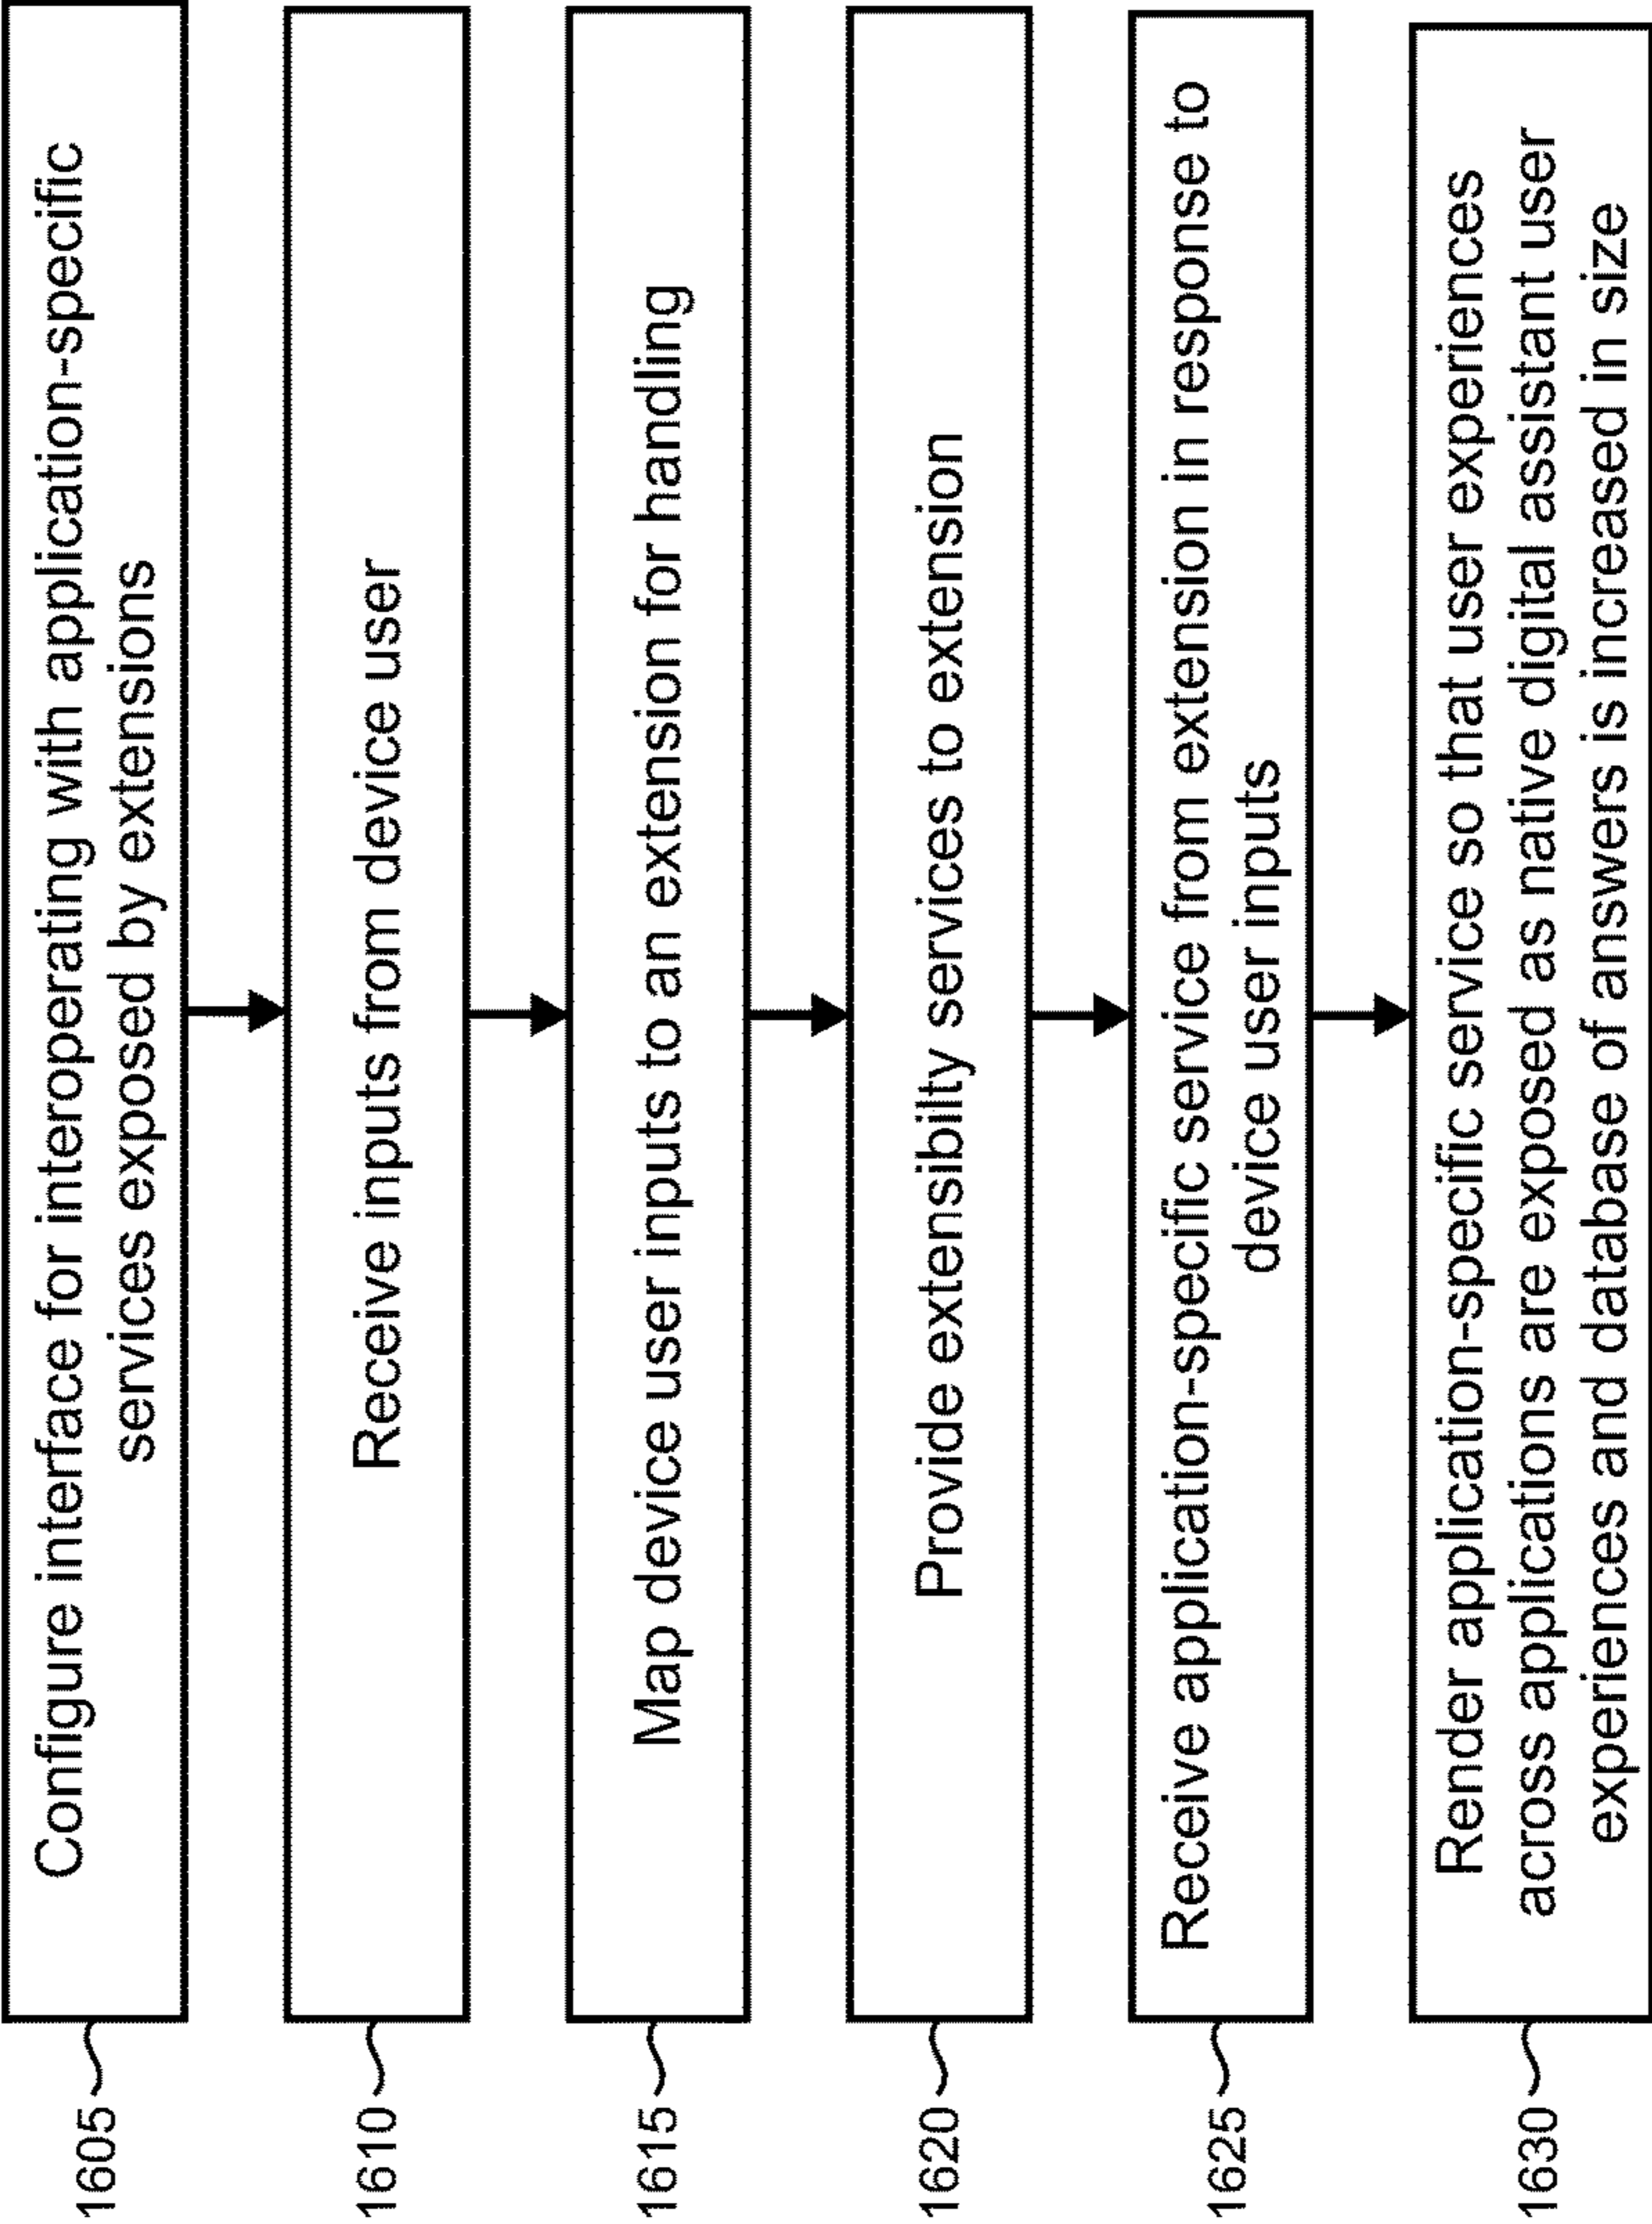 1605
Configure interface for interoperating with application-specific
services exposed by extensions
1610
Receive inputs from device user
1615
Map device user inputs to an extension for handling
1620
Provide extensibilty services to extension
1625
Receive application-specific service from extension in response to
device user inputs
1630
Render application-specific service so that user experiences
across applications are exposed as native digital assistant user
experiences and database of answers is increased in size